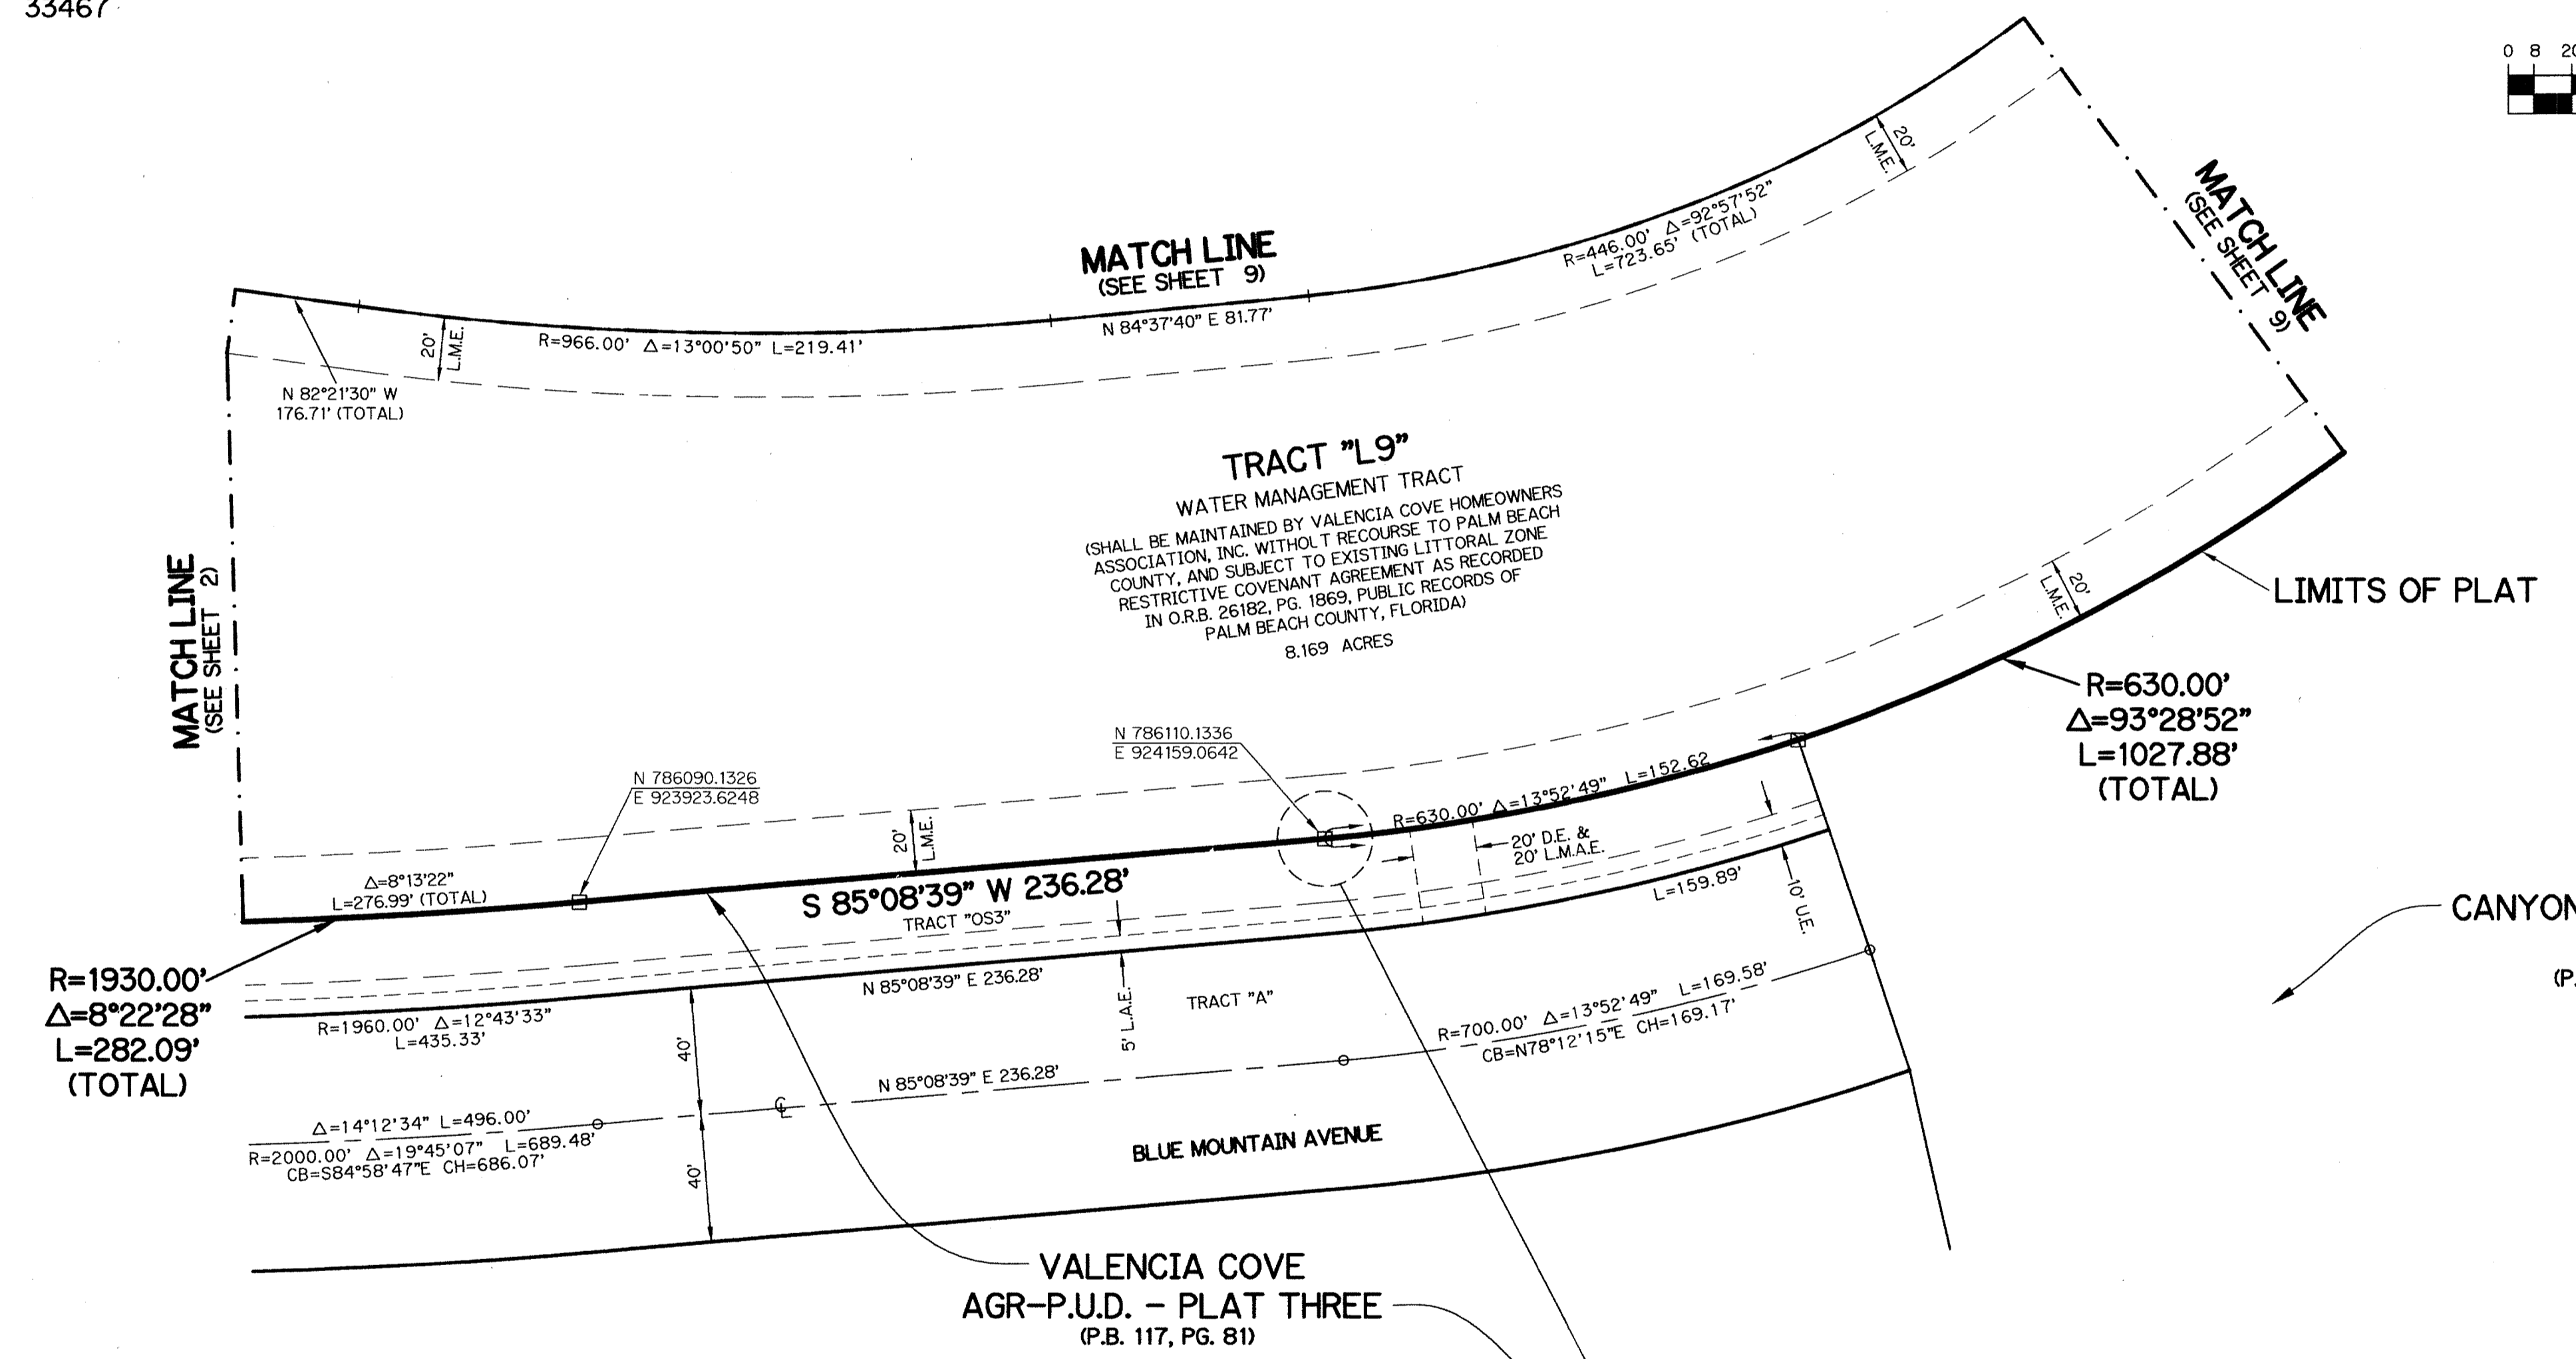 33467
0 8 20
MATCH LINE
(SEE SHEET 9)
N 84°37'40" E 81.77'
R=966.00' Δ=13°00'50" L=219.41'
R=446.00' Δ=92°57'52"
L=723.65' (TOTAL)
20'
L.M.E.
20'
L.M.E.
N 82°21'30" W
176.71' (TOTAL)
MATCH LINE
(SEE SHEET 9)
MATCH LINE
(SEE SHEET 2)
TRACT "L9"
WATER MANAGEMENT TRACT
(SHALL BE MAINTAINED BY VALENCIA COVE HOMEOWNERS
ASSOCIATION, INC. WITHOUT RECOURSE TO PALM BEACH
COUNTY, AND SUBJECT TO EXISTING LITTORAL ZONE
RESTRICTIVE COVENANT AGREEMENT AS RECORDED
IN O.R.B. 26182, PG. 1869, PUBLIC RECORDS OF
PALM BEACH COUNTY, FLORIDA)
8.169 ACRES
20'
L.M.E.
LIMITS OF PLAT
R=630.00'
Δ=93°28'52"
L=1027.88'
(TOTAL)
N 786110.1336
E 924159.0642
N 786090.1326
E 923923.6248
R=630.00' Δ=13°52'49" L=152.62
20' D.E. &
20' L.M.A.E.
20'
L.M.E.
Δ=8°13'22"
L=276.99' (TOTAL)
S 85°08'39" W 236.28'
TRACT "OS3"
L=159.89'
10' U.E.
CANYON
(P.
R=1930.00'
Δ=8°22'28"
L=282.09'
(TOTAL)
N 85°08'39" E 236.28'
5' L.A.E.
TRACT "A"
R=1960.00' Δ=12°43'33"
L=435.33'
40'
R=700.00' Δ=13°52'49" L=169.58'
CB=N78°12'15"E CH=169.17'
N 85°08'39" E 236.28'
CL
Δ=14°12'34" L=496.00'
R=2000.00' Δ=19°45'07" L=689.48'
CB=S84°58'47"E CH=686.07'
40'
BLUE MOUNTAIN AVENUE
VALENCIA COVE
AGR-P.U.D. - PLAT THREE
(P.B. 117, PG. 81)